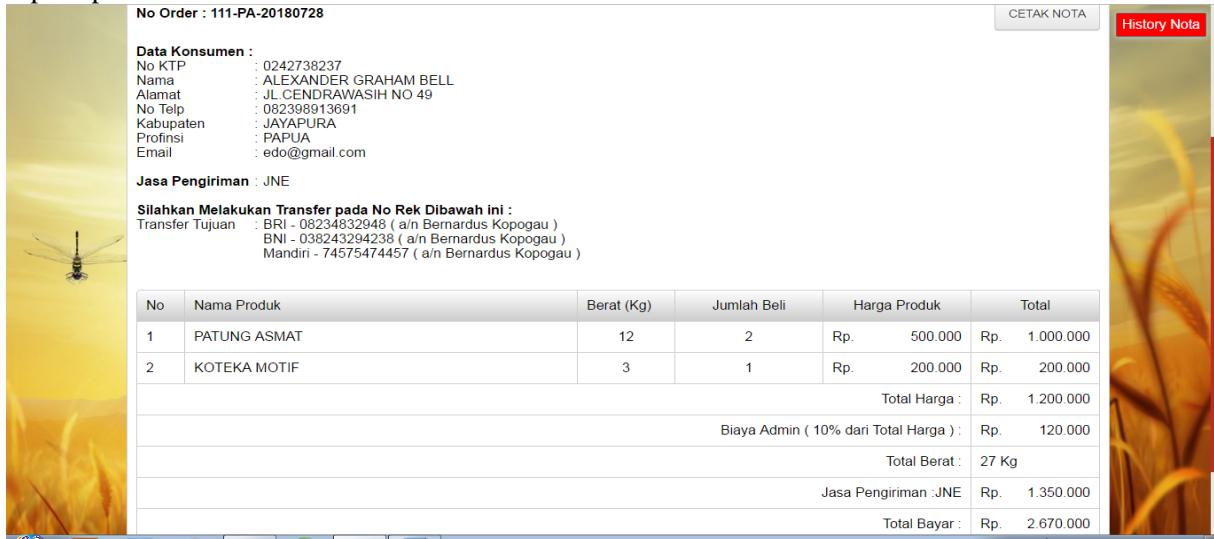 No Order : 111-PA-20180728
CETAK NOTA
History Nota
Data Konsumen :
No KTP : 0242738237
Nama : ALEXANDER GRAHAM BELL
Alamat : JL.CENDRAWASIH NO 49
No Telp : 082398913691
Kabupaten : JAYAPURA
Profinsi : PAPUA
Email : edo@gmail.com
Jasa Pengiriman : JNE
Silahkan Melakukan Transfer pada No Rek Dibawah ini :
Transfer Tujuan : BRI - 08234832948 ( a/n Bernardus Kopogau )
BNI - 038243294238 ( a/n Bernardus Kopogau )
Mandiri - 74575474457 ( a/n Bernardus Kopogau )
No Nama Produk Berat (Kg) Jumlah Beli Harga Produk Total
1 PATUNG ASMAT 12 2 Rp. 500.000 Rp. 1.000.000
2 KOTEKA MOTIF 3 1 Rp. 200.000 Rp. 200.000
Total Harga : Rp. 1.200.000
Biaya Admin ( 10% dari Total Harga ) : Rp. 120.000
Total Berat : 27 Kg
Jasa Pengiriman :JNE Rp. 1.350.000
Total Bayar : Rp. 2.670.000